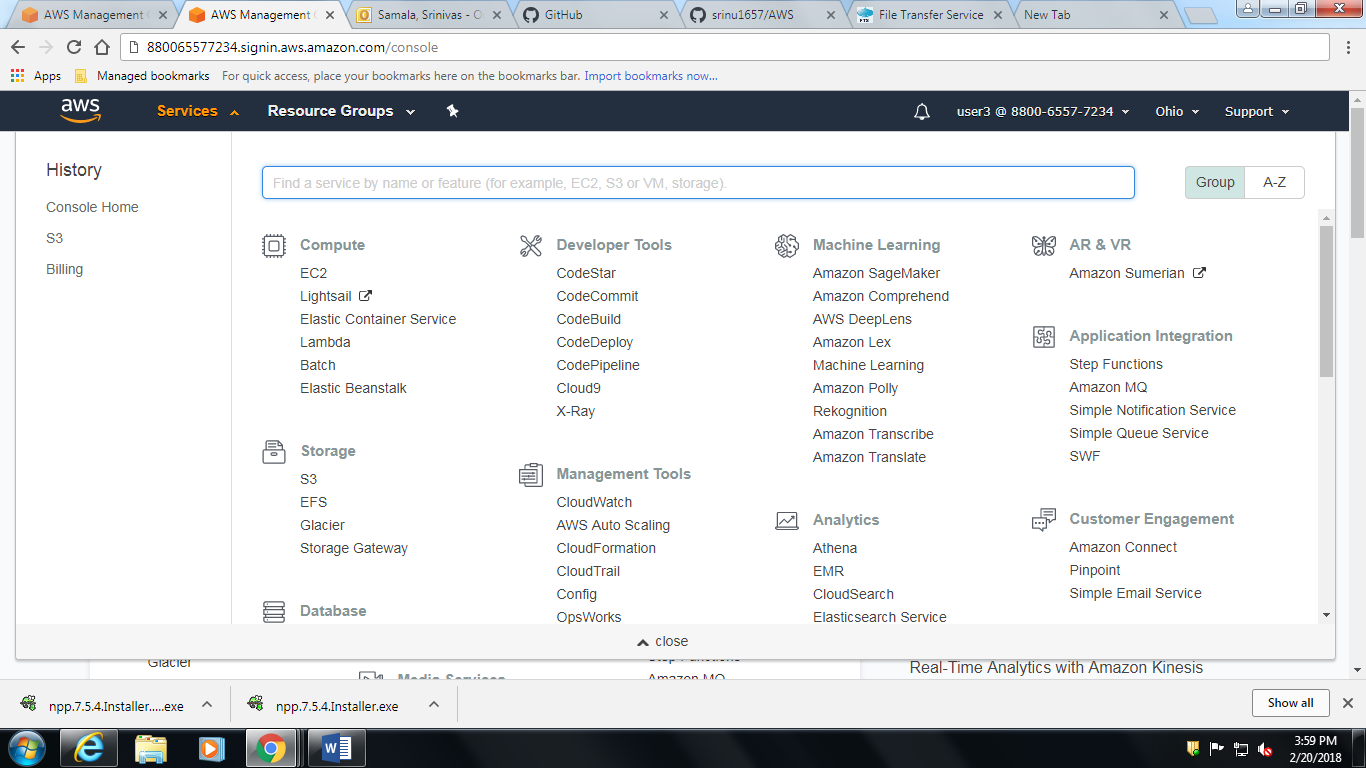 AWS Management C
AWS Management C
Samala, Srinivas - O
GitHub
srinu1657/AWS
File Transfer Service
New Tab
880065577234.signin.aws.amazon.com/console
Apps
Managed bookmarks
For quick access, place your bookmarks here on the bookmarks bar. Import bookmarks now...
aws
Services
Resource Groups
user3 @ 8800-6557-7234
Ohio
Support
History
Console Home
S3
Billing
Find a service by name or feature (for example, EC2, S3 or VM, storage).
Group
A-Z
Compute
EC2
Lightsail
Elastic Container Service
Lambda
Batch
Elastic Beanstalk
Storage
S3
EFS
Glacier
Storage Gateway
Database
Developer Tools
CodeStar
CodeCommit
CodeBuild
CodeDeploy
CodePipeline
Cloud9
X-Ray
Management Tools
CloudWatch
AWS Auto Scaling
CloudFormation
CloudTrail
Config
OpsWorks
Machine Learning
Amazon SageMaker
Amazon Comprehend
AWS DeepLens
Amazon Lex
Machine Learning
Amazon Polly
Rekognition
Amazon Transcribe
Amazon Translate
Analytics
Athena
EMR
CloudSearch
Elasticsearch Service
AR & VR
Amazon Sumerian
Application Integration
Step Functions
Amazon MQ
Simple Notification Service
Simple Queue Service
SWF
Customer Engagement
Amazon Connect
Pinpoint
Simple Email Service
close
Glacier
Media Services
Step Functions
Amazon MQ
Real-Time Analytics with Amazon Kinesis
npp.7.5.4.Installer.....exe
npp.7.5.4.Installer.exe
Show all
3:59 PM
2/20/2018